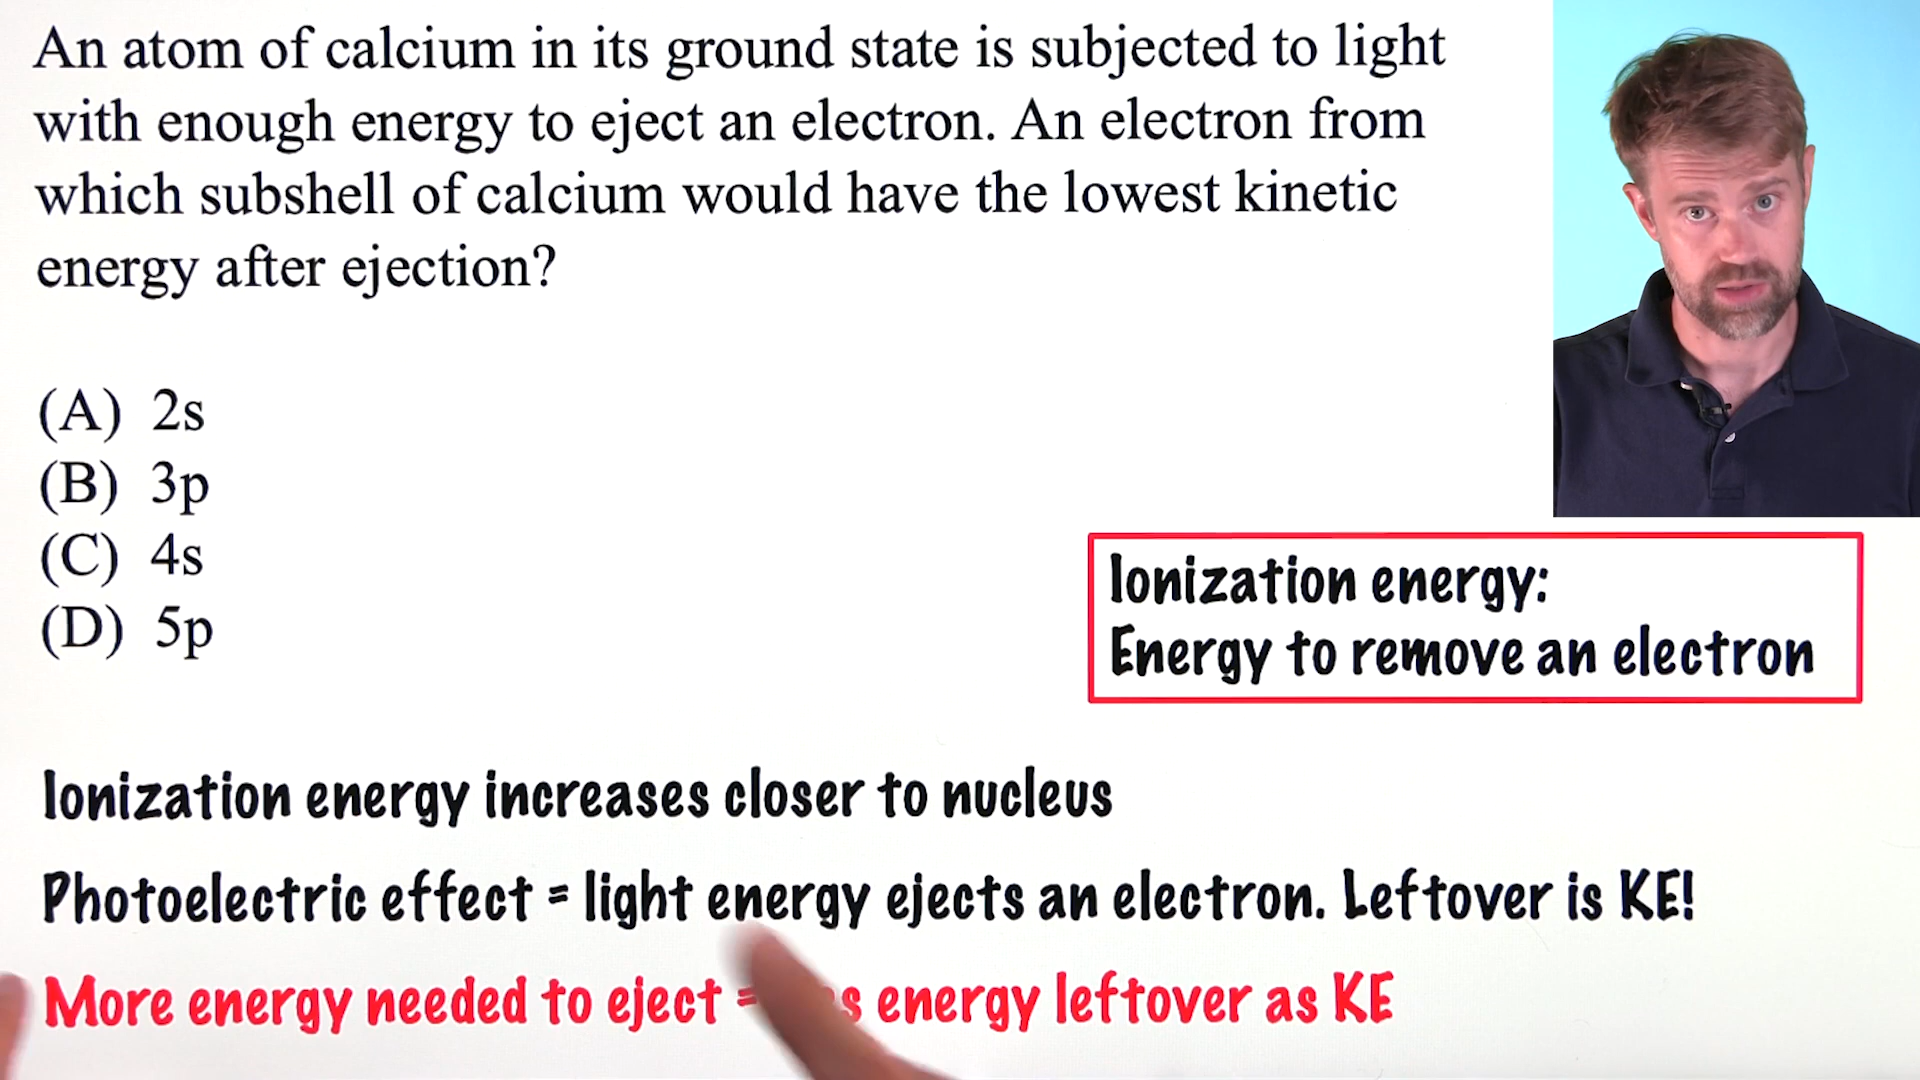 An atom of calcium in its ground state is subjected to light
with enough energy to eject an electron. An electron from
which subshell of calcium would have the lowest kinetic
energy after ejection?
(A) 2s
(B) 3p
(C) 4s
(D) 5p
Ionization energy:
Energy to remove an electron
Ionization energy increases closer to nucleus
Photoelectric effect = light energy ejects an electron. Leftover is KE!
More energy needed to eject = energy leftover as KE